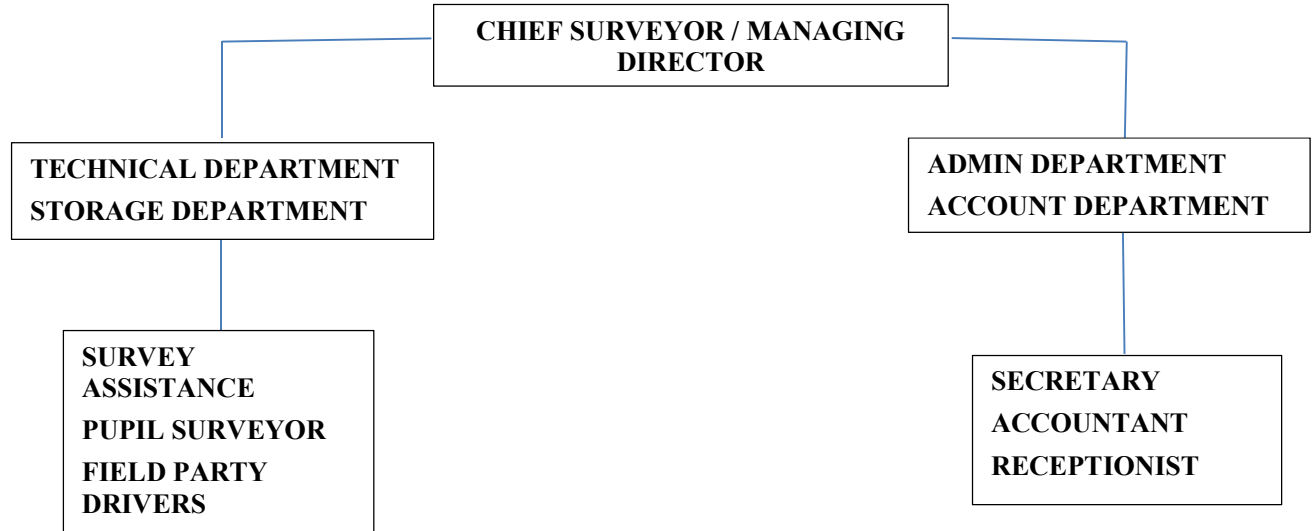 CHIEF SURVEYOR / MANAGING
DIRECTOR
TECHNICAL DEPARTMENT
STORAGE DEPARTMENT
ADMIN DEPARTMENT
ACCOUNT DEPARTMENT
SURVEY
ASSISTANCE
PUPIL SURVEYOR
FIELD PARTY
DRIVERS
SECRETARY
ACCOUNTANT
RECEPTIONIST